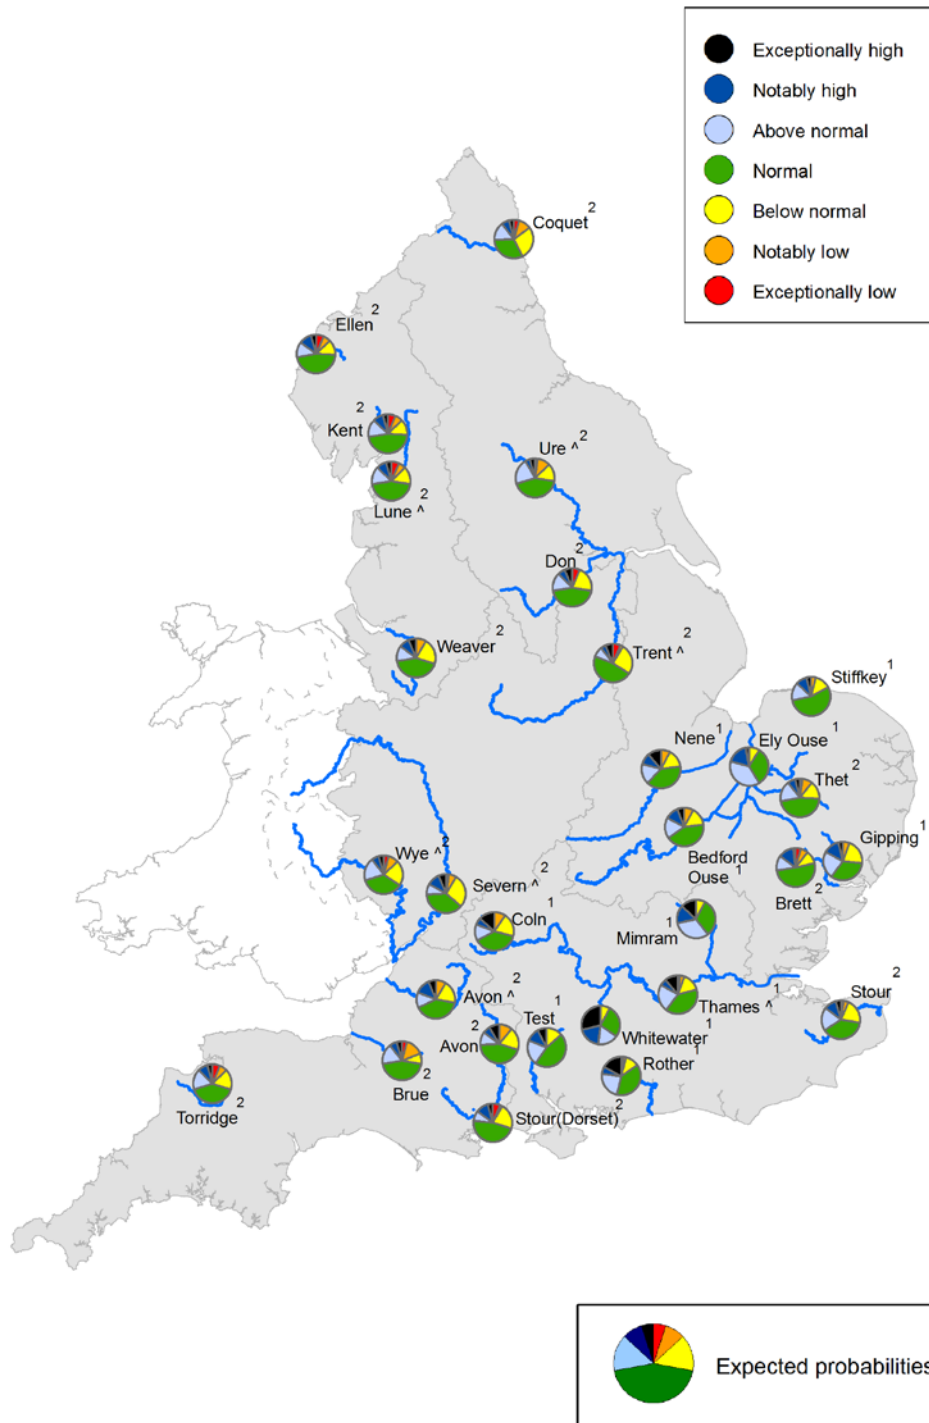 Exceptionally high
Notably high
Above normal
Normal
Below normal
Notably low
Exceptionally low
Coquet 2
Ellen 2
Kent 2
Ure ^ 2
Lune ^ 2
Don 2
Weaver 2
Trent ^ 2
Stiffkey 1
Nene 1
Ely Ouse 1
Thet 2
Gipping 1
Bedford
Ouse 1
Brett 2
Wye ^ 2
Severn ^ 2
Coln 1
Mimram 1
Avon ^ 2
Test 1
Thames ^ 1
Stour 2
Avon 2
Whitewater 1
Rother 1
Brue 2
Torridge 2
Stour(Dorset) 2
Expected probabilities